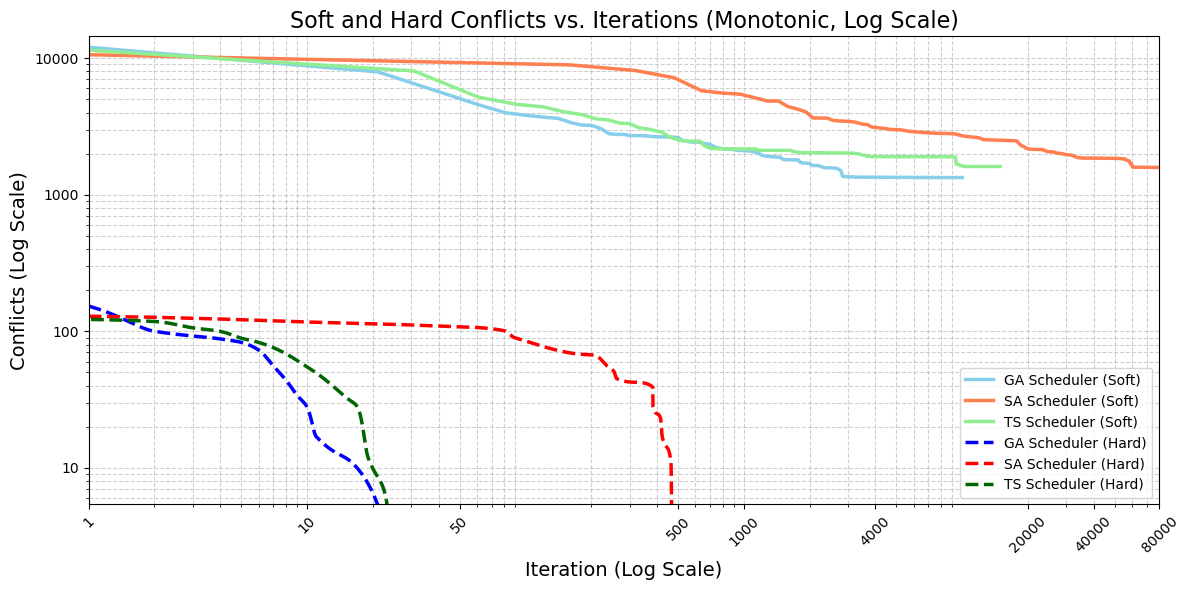 Soft and Hard Conflicts vs. Iterations (Monotonic, Log Scale)
Conflicts (Log Scale)
10000
1000
100
10
GA Scheduler (Soft)
SA Scheduler (Soft)
TS Scheduler (Soft)
GA Scheduler (Hard)
SA Scheduler (Hard)
TS Scheduler (Hard)
1
10
50
500
1000
4000
20000
40000
80000
Iteration (Log Scale)